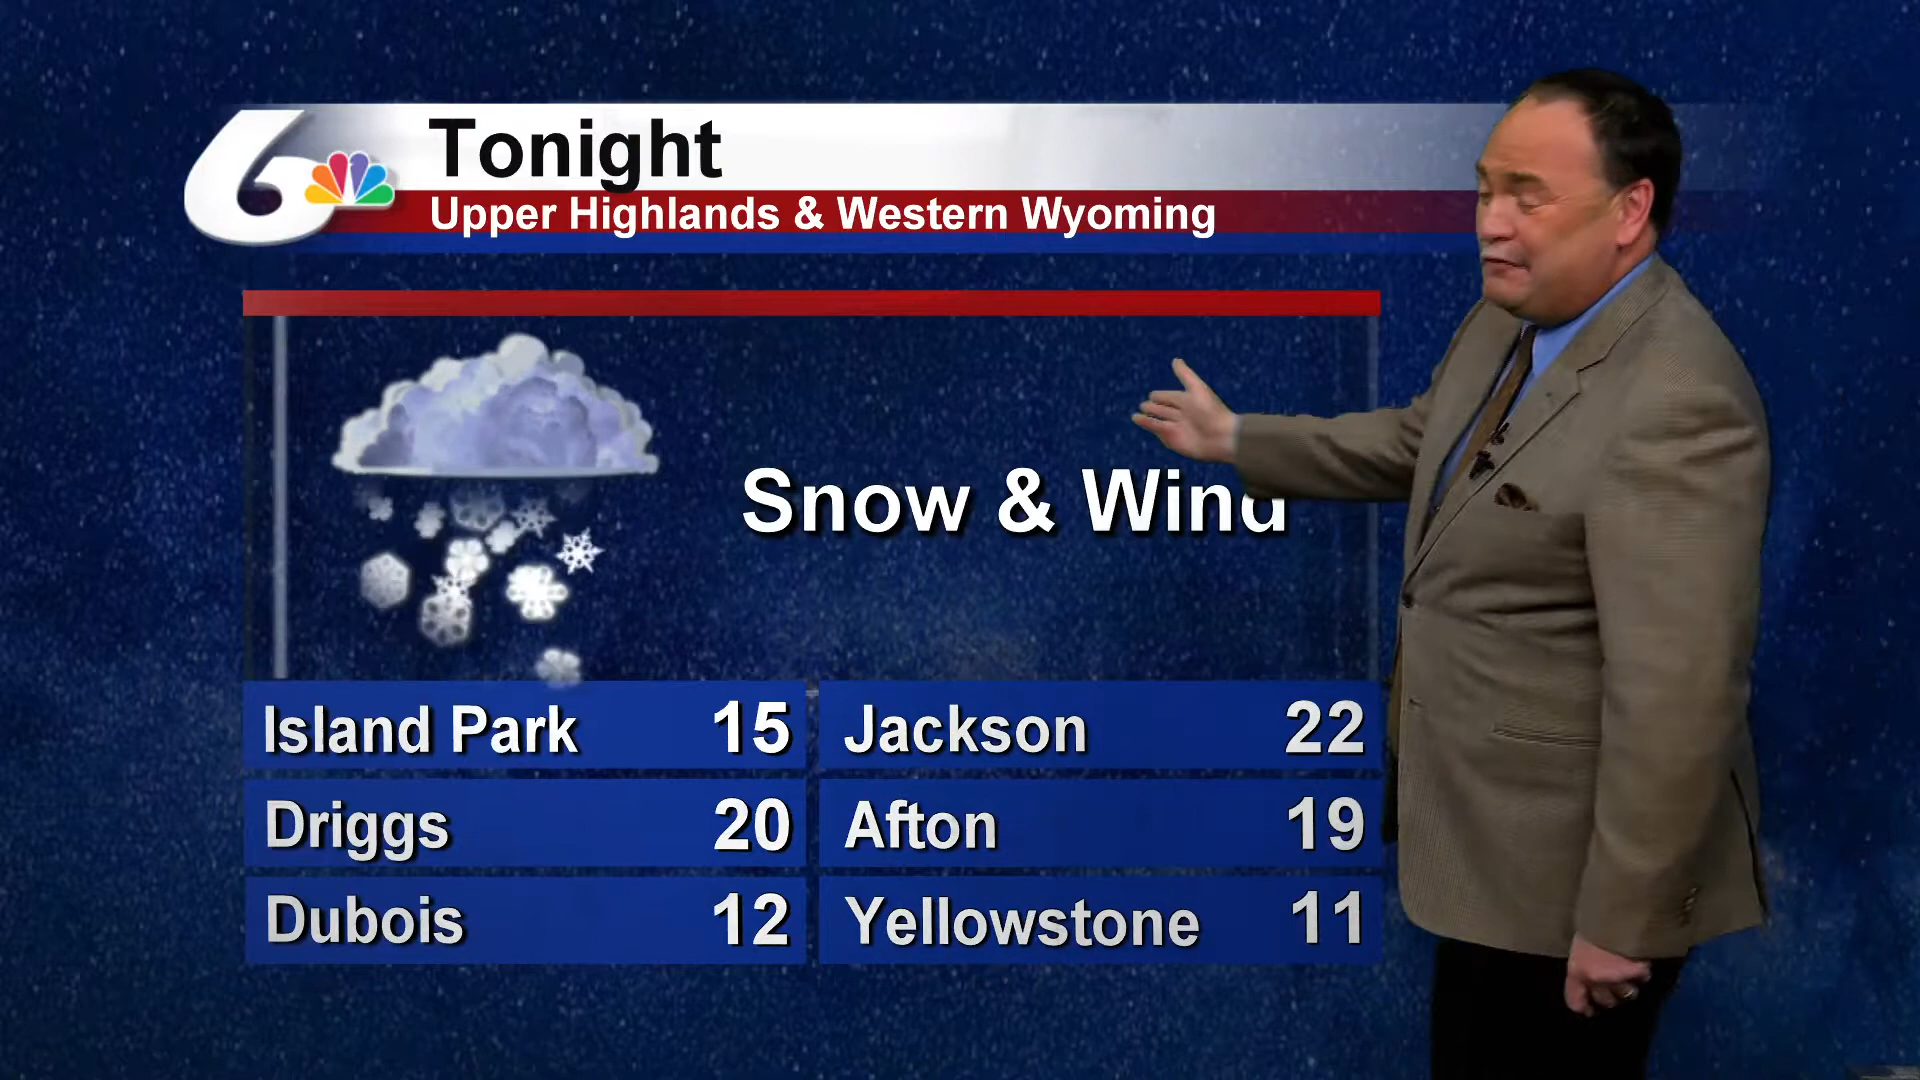 6
Tonight
Upper Highlands & Western Wyoming
Snow & Wind
Island Park 15 Jackson 22
Driggs 20 Afton 19
Dubois 12 Yellowstone 11